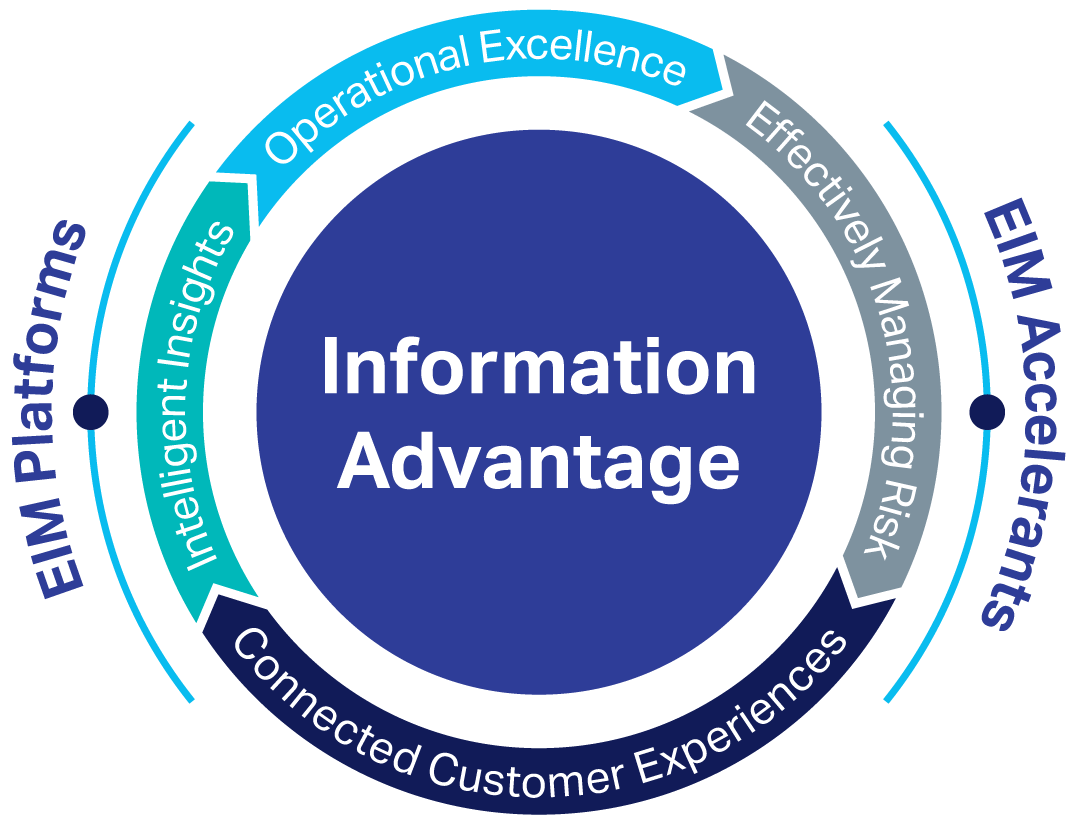 Operational Excellence
Effectively Managing Risk
Connected Customer Experiences
Intelligent Insights
Information
Advantage
EIM Platforms
EIM Accelerants